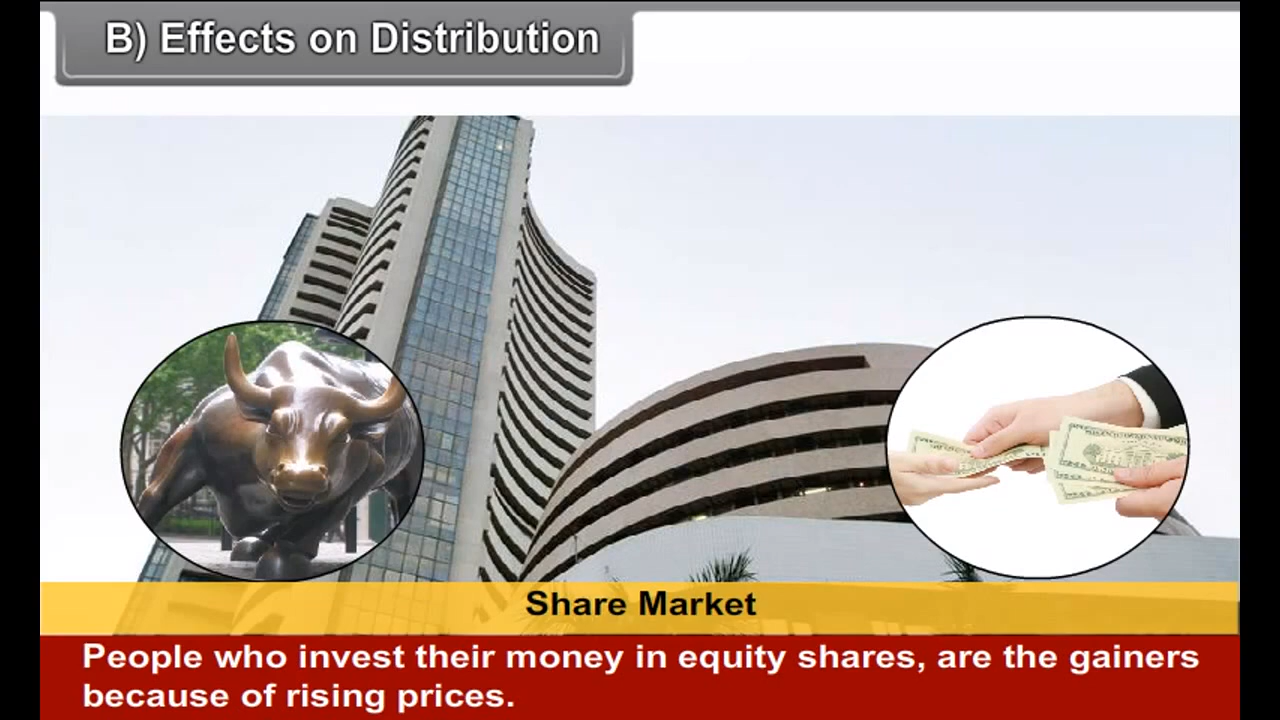 B) Effects on Distribution
Share Market
People who invest their money in equity shares, are the gainers
because of rising prices.